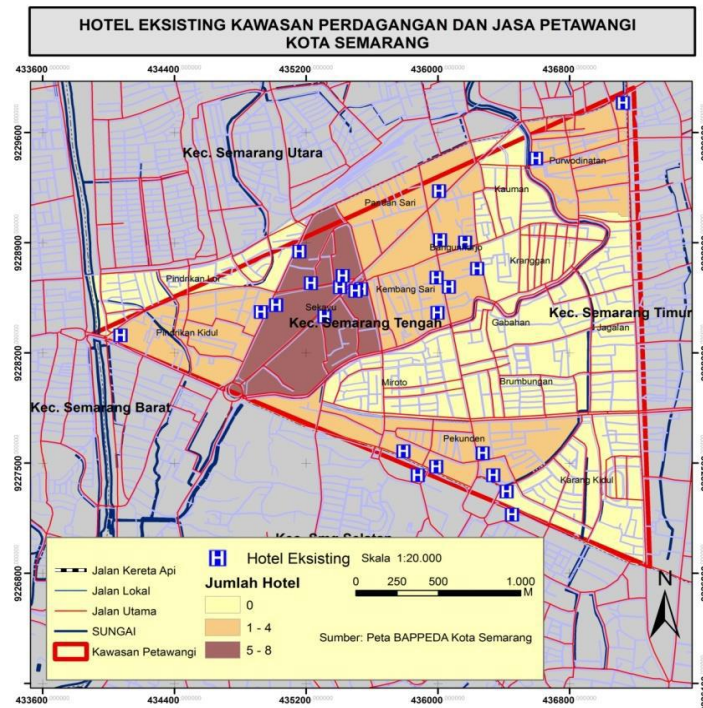 HOTEL EKSISTING KAWASAN PERDAGANGAN DAN JASA PETAWANGI
KOTA SEMARANG
433600
434400
435200
436000
436800
9229600
9228900
9228200
9227500
9226800
Kec. Semarang Utara
Purwodinatan
Kauman
Bangunharjo
Kranggan
Pindrikan Lor
Kembang Sari
Sekayu
Kec. Semarang Tengah
Gabahan
Kec. Semarang Timur
Jagalan
Pindrikan Kidul
Miroto
Brumbungan
Kec. Semarang Barat
Pekunden
Karang Kidul
Jalan Kereta Api
Jalan Lokal
Jalan Utama
SUNGAI
Kawasan Petawangi
H Hotel Eksisting
Jumlah Hotel
0
1 - 4
5 - 8
Skala 1:20.000
0 250 500 1.000
M
Sumber: Peta BAPPEDA Kota Semarang
N
433600
434400
435200
436000
436800